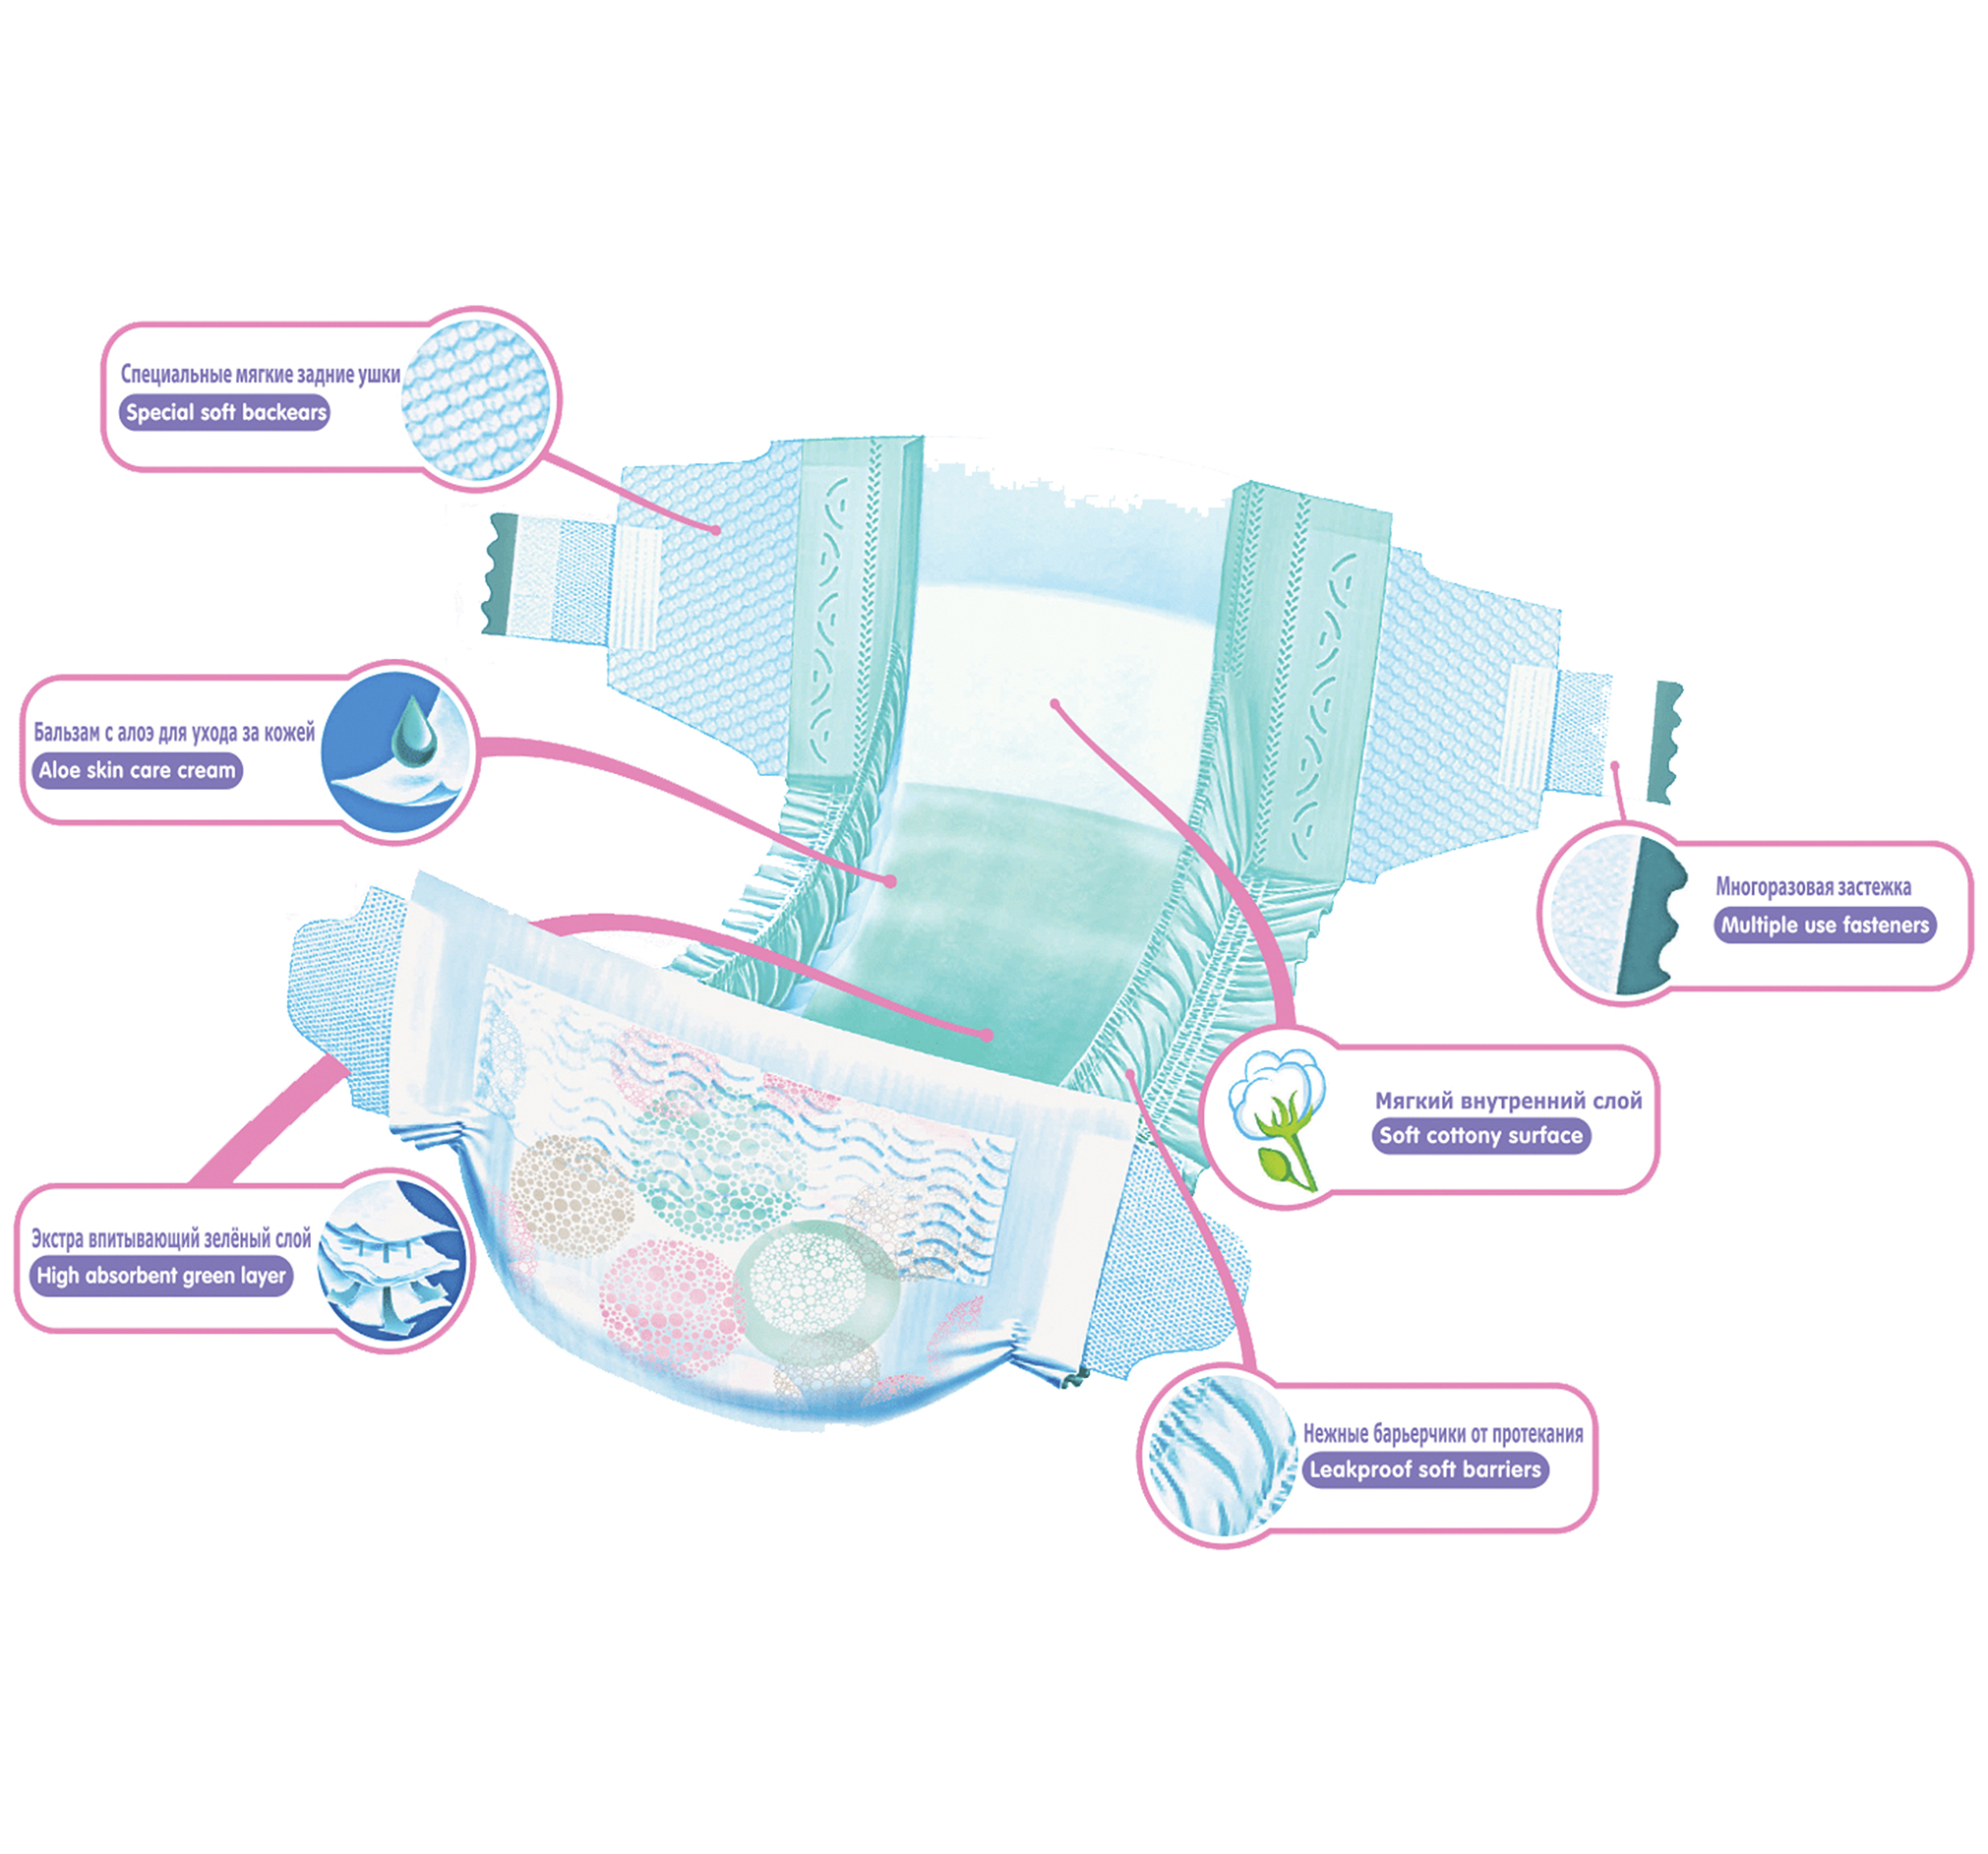 Специальные мягкие задние ушки
Special soft backears
Бальзам с алоэ для ухода за кожей
Aloe skin care cream
Многоразовая застежка
Multiple use fasteners
Мягкий внутренний слой
Soft cottony surface
Экстра впитывающий зелёный слой
High absorbent green layer
Нежные барьерчики от протекания
Leakproof soft barriers